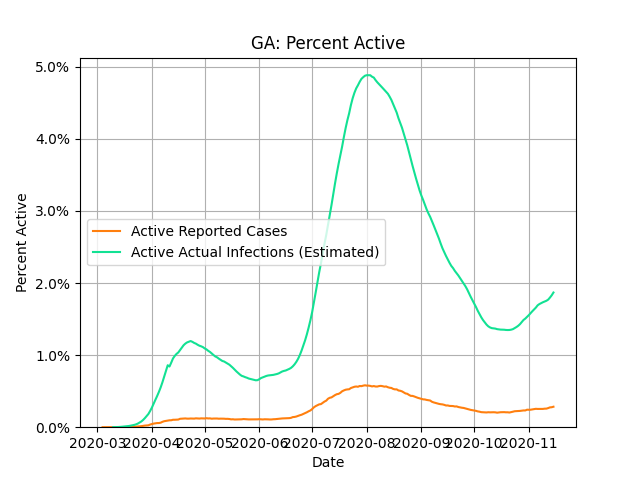 GA: Percent Active
5.0%
4.0%
3.0%
2.0%
1.0%
0.0%
Percent Active
Active Reported Cases
Active Actual Infections (Estimated)
2020-03 2020-04 2020-05 2020-06 2020-07 2020-08 2020-09 2020-10 2020-11
Date